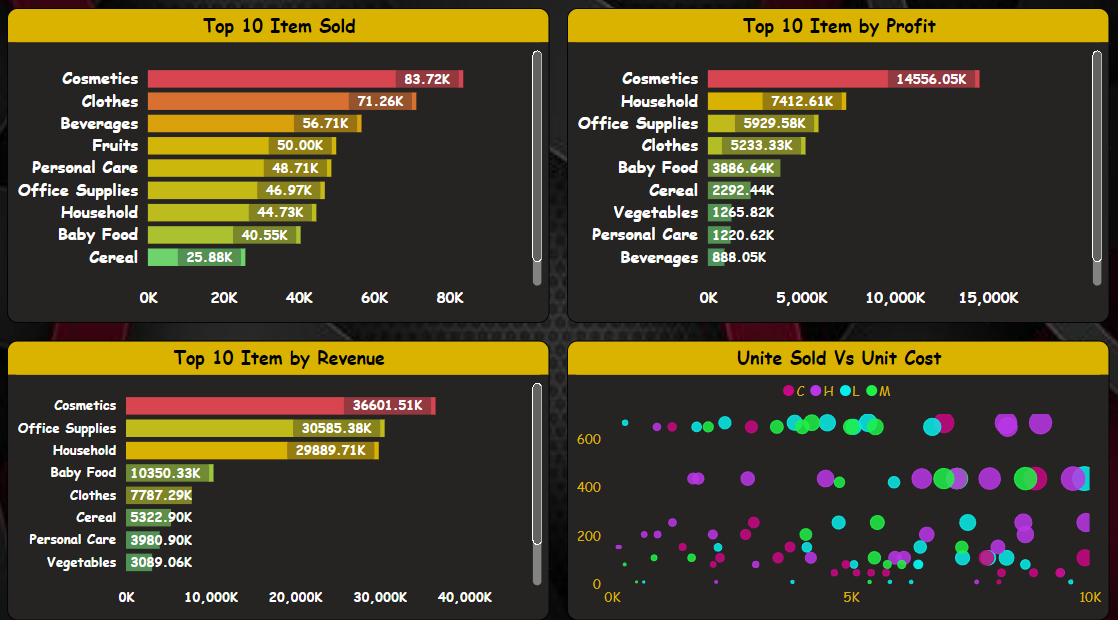 Top 10 Item Sold
Cosmetics 83.72K
Clothes 71.26K
Beverages 56.71K
Fruits 50.00K
Personal Care 48.71K
Office Supplies 46.97K
Household 44.73K
Baby Food 40.55K
Cereal 25.88K
0K 20K 40K 60K 80K
Top 10 Item by Profit
Cosmetics 14556.05K
Household 7412.61K
Office Supplies 5929.58K
Clothes 5233.33K
Baby Food 3886.64K
Cereal 2292.44K
Vegetables 1265.82K
Personal Care 1220.62K
Beverages 888.05K
0K 5,000K 10,000K 15,000K
Top 10 Item by Revenue
Cosmetics 36601.51K
Office Supplies 30585.38K
Household 29889.71K
Baby Food 10350.33K
Clothes 7787.29K
Cereal 5322.90K
Personal Care 3980.90K
Vegetables 3089.06K
0K 10,000K 20,000K 30,000K 40,000K
Unite Sold Vs Unit Cost
C H L M
600
400
200
0
0K 5K 10K